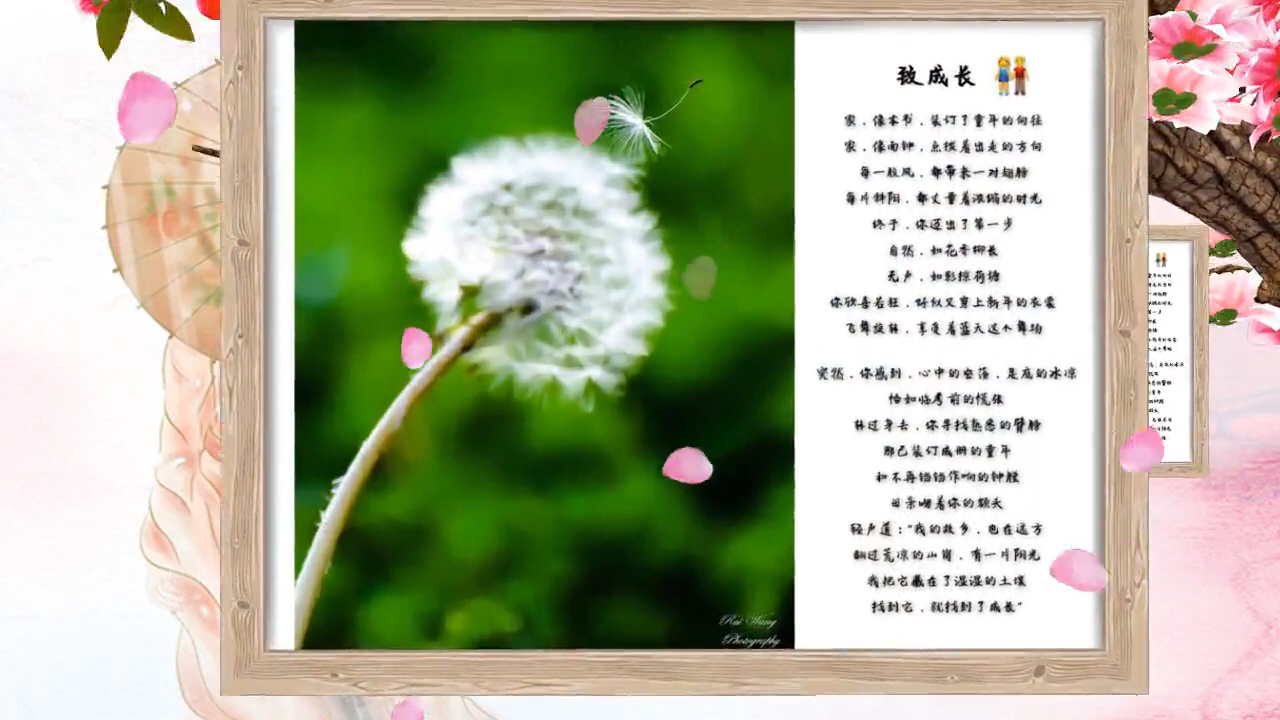 致成长
家，像本书，装订了童年的向往
家，像面钟，点拨着出走的方向
每一股风，都带来一对翅膀
每片斜阳，都丈量着浓缩的时光
终于，你迈出了第一步
自然，如花香柳长
无声，如影掠荷塘
你欣喜若狂，好似又穿上新年的衣裳
飞舞旋转，享受着蓝天这个舞场
突然，你感到，心中的空荡，足底的冰凉
恰如临考前的慌张
转过身去，你寻找熟悉的臂膀
那已装订成册的童年
和不再铛铛作响的钟膛
母亲吻着你的额头
轻声道："我的故乡，也在远方
翻过荒凉的山岗，有一片阳光
我把它藏在了湿湿的土壤
找到它，就找到了成长"
Rui Wang
Photography